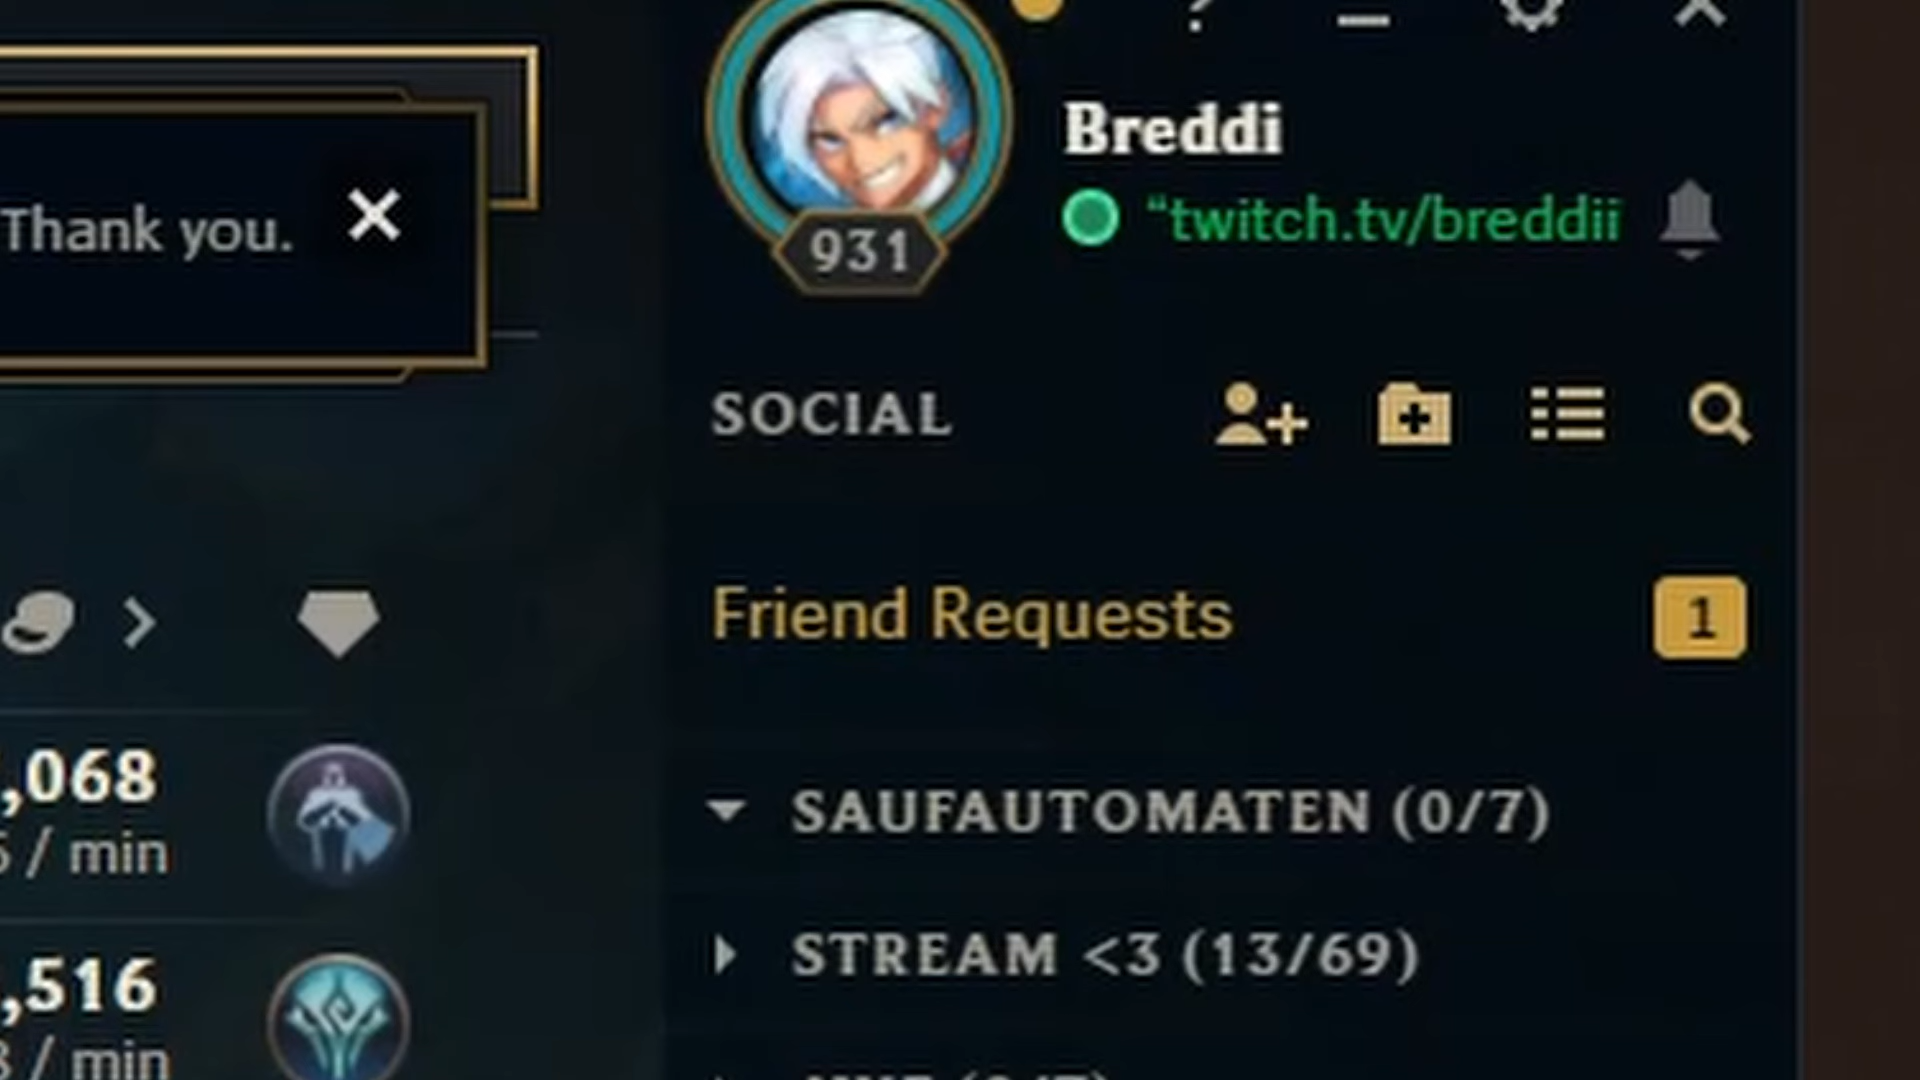 Breddi
“twitch.tv/breddii
931
Thank you.
SOCIAL
Friend Requests
1
,068
/ min
,516
/ min
SAUFAUTOMATEN (0/7)
STREAM <3 (13/69)